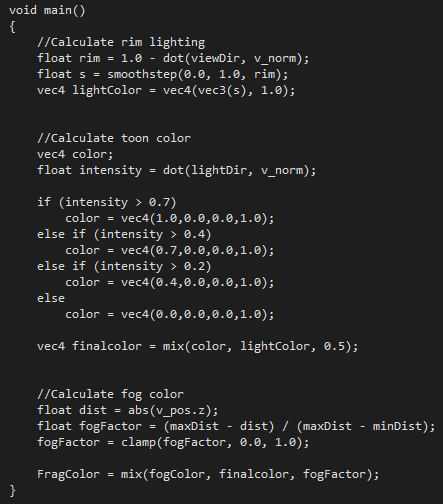 void main()
{
    //Calculate rim lighting
    float rim = 1.0 - dot(viewDir, v_norm);
    float s = smoothstep(0.0, 1.0, rim);
    vec4 lightColor = vec4(vec3(s), 1.0);

    //Calculate toon color
    vec4 color;
    float intensity = dot(lightDir, v_norm);

    if (intensity > 0.7)
        color = vec4(1.0,0.0,0.0,1.0);
    else if (intensity > 0.4)
        color = vec4(0.7,0.0,0.0,1.0);
    else if (intensity > 0.2)
        color = vec4(0.4,0.0,0.0,1.0);
    else
        color = vec4(0.0,0.0,0.0,1.0);

    vec4 finalcolor = mix(color, lightColor, 0.5);

    //Calculate fog color
    float dist = abs(v_pos.z);
    float fogFactor = (maxDist - dist) / (maxDist - minDist);
    fogFactor = clamp(fogFactor, 0.0, 1.0);

    FragColor = mix(fogColor, finalcolor, fogFactor);
}